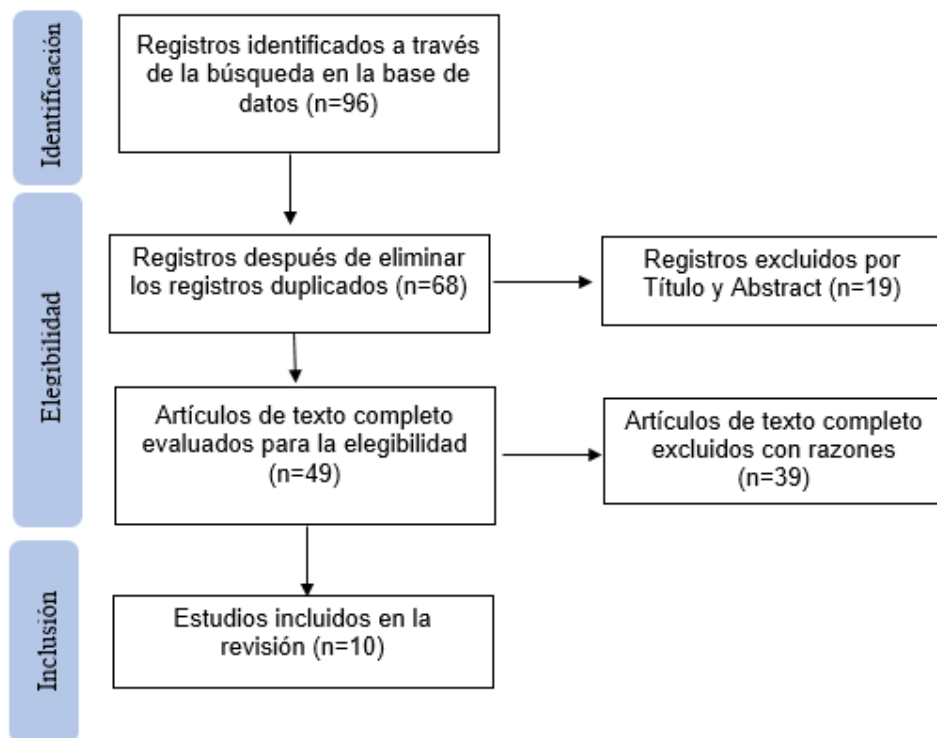 Identificación
Registros identificados a través
de la búsqueda en la base de
datos (n=96)
Elegibilidad
Registros después de eliminar
los registros duplicados (n=68)
Registros excluidos por
Título y Abstract (n=19)
Artículos de texto completo
evaluados para la elegibilidad
(n=49)
Artículos de texto completo
excluidos con razones
(n=39)
Inclusión
Estudios incluidos en la
revisión (n=10)